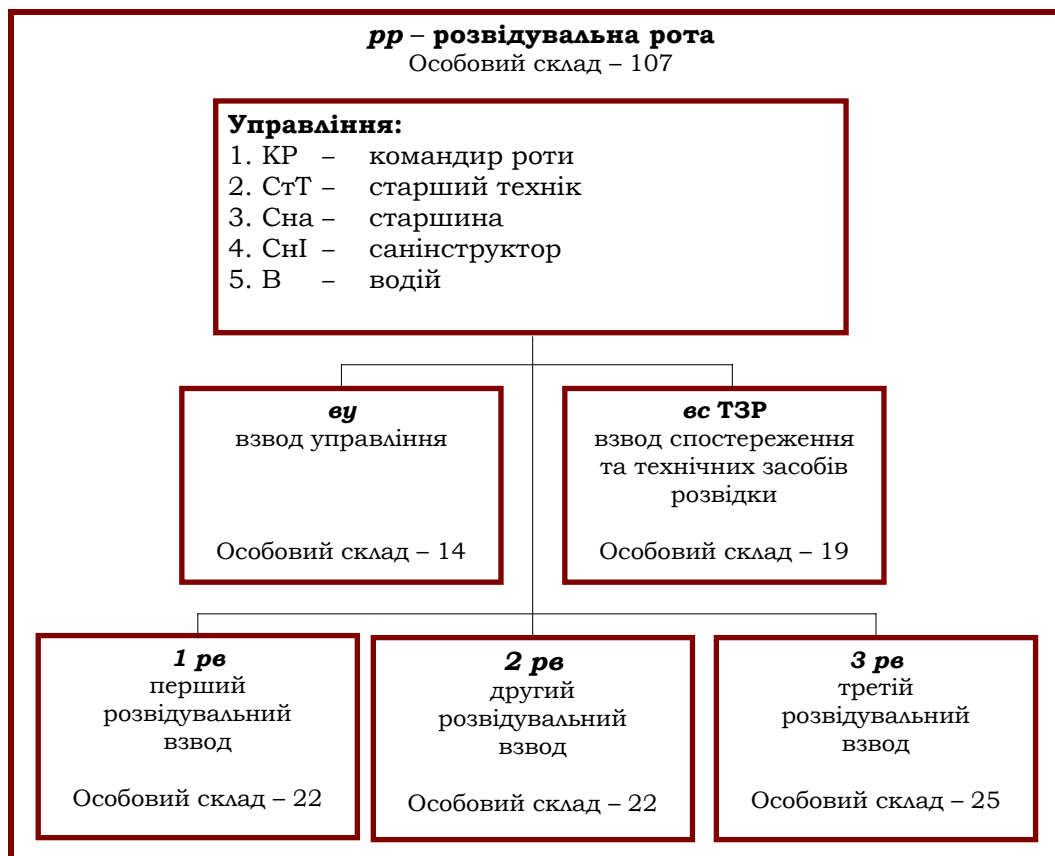 рр – розвідувальна рота
Особовий склад – 107
Управління:
1. КР – командир роти
2. СтТ – старший технік
3. Сна – старшина
4. СнІ – санінструктор
5. В – водій
ву
взвод управління
Особовий склад – 14
вс ТЗР
взвод спостереження
та технічних засобів
розвідки
Особовий склад – 19
1 рв
перший
розвідувальний
взвод
Особовий склад – 22
2 рв
другий
розвідувальний
взвод
Особовий склад – 22
3 рв
третій
розвідувальний
взвод
Особовий склад – 25